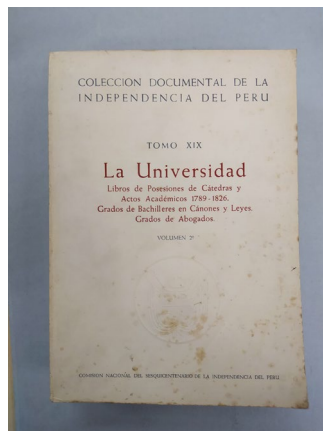 COLECCION DOCUMENTAL DE LA
INDEPENDENCIA DEL PERU
TOMO XIX
La Universidad
Libros de Posesiones de Cátedras y
Actos Académicos 1789-1826.
Grados de Bachilleres en Cánones y Leyes.
Grados de Abogados.
VOLUMEN 2º
COMISION NACIONAL DEL SESQUICENTENARIO DE LA INDEPENDENCIA DEL PERU